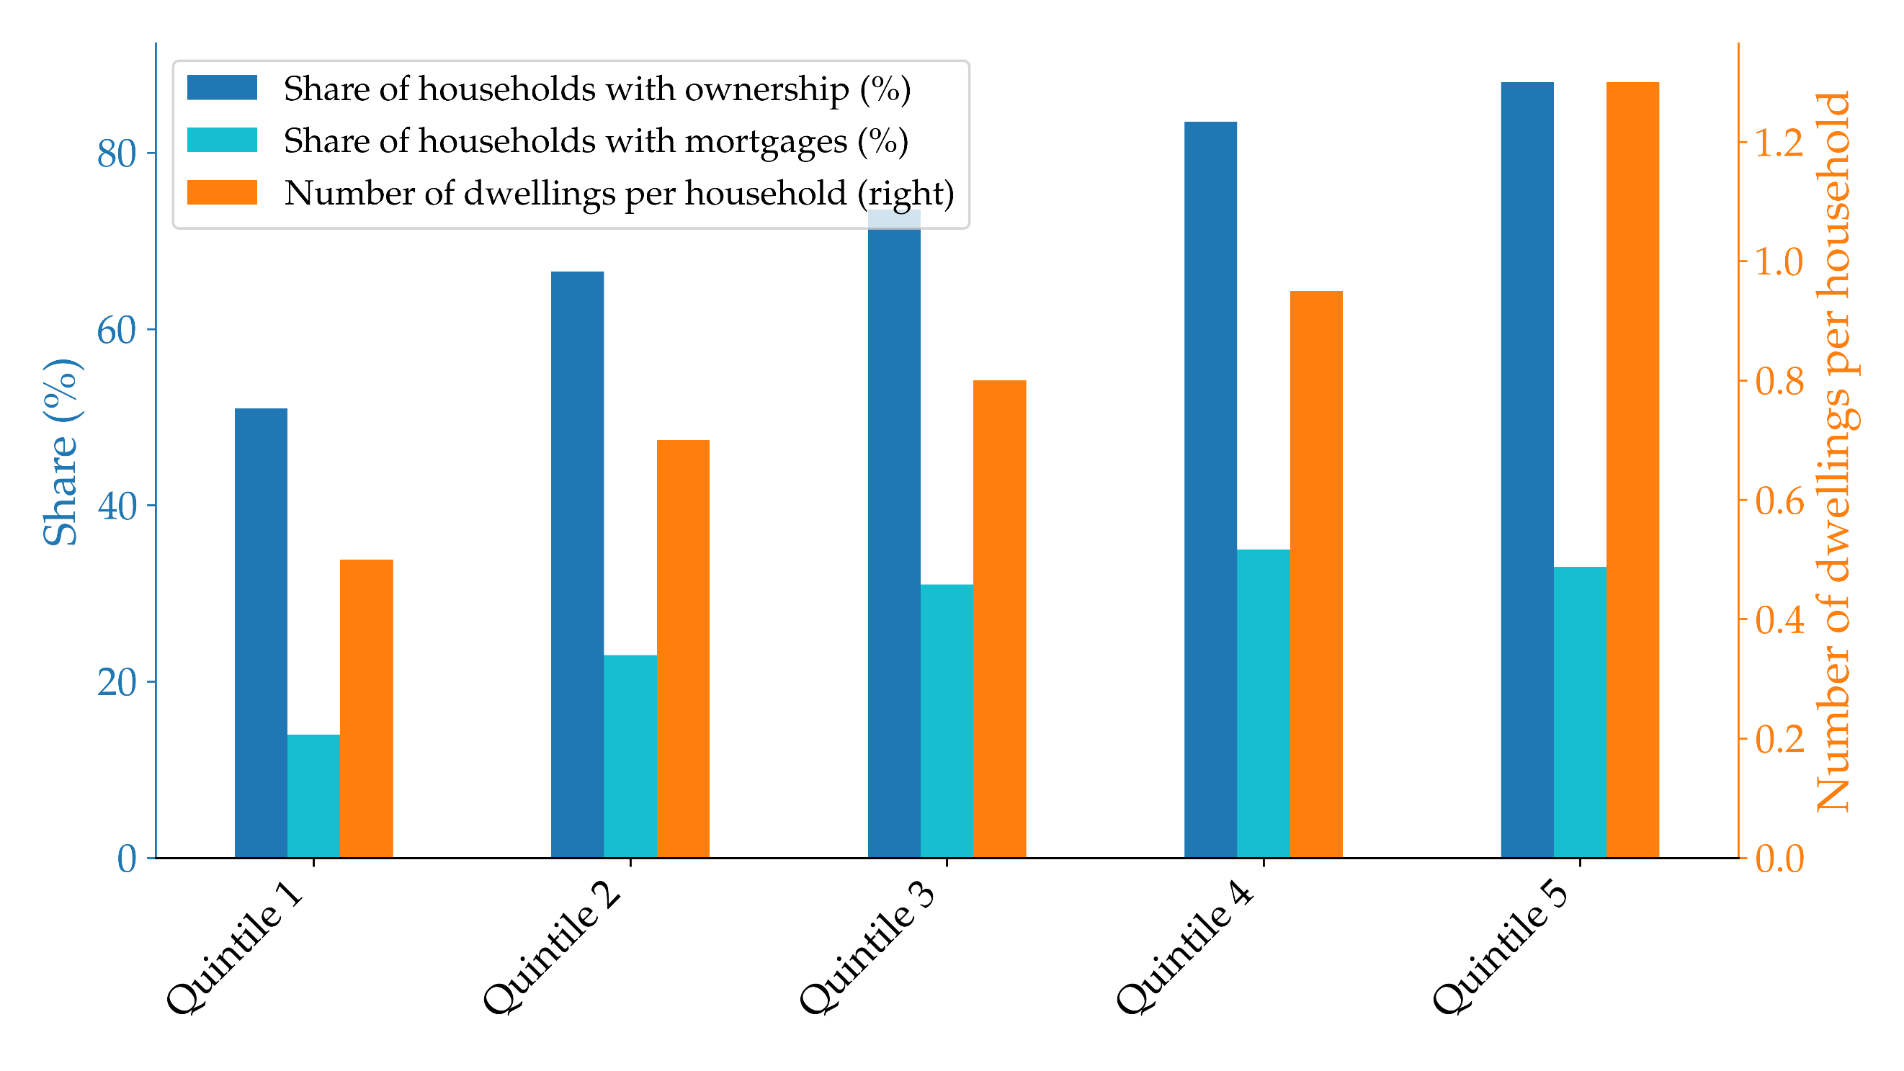 Share of households with ownership (%)
Share of households with mortgages (%)
Number of dwellings per household (right)
Share (%)
80
60
40
20
0
1.2
1.0
0.8
0.6
0.4
0.2
0.0
Number of dwellings per household
Quintile 1
Quintile 2
Quintile 3
Quintile 4
Quintile 5